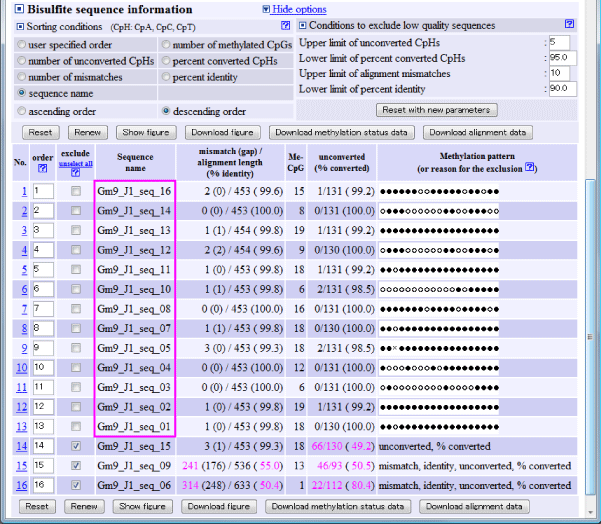 Bisulfite sequence information
Hide options
Sorting conditions (CpH: CpA, CpC, CpT) ?
user specified order
number of methylated CpGs
number of unconverted CpHs
percent converted CpHs
number of mismatches
percent identity
sequence name
ascending order
descending order
Conditions to exclude low quality sequences ?
Upper limit of unconverted CpHs : 5
Lower limit of percent converted CpHs : 95.0
Upper limit of alignment mismatches : 10
Lower limit of percent identity : 90.0
Reset with new parameters
Reset Renew Show figure Download figure Download methylation status data Download alignment data
No. order ? exclude unselect all ? Sequence name mismatch (gap) / alignment length (% identity) Me-CpG unconverted (% converted) Methylation pattern (or reason for the exclusion ?)
1 1 Gm9_J1_seq_16 2 (0) / 453 ( 99.6) 15 1/131 ( 99.2)
2 2 Gm9_J1_seq_14 0 (0) / 453 (100.0) 8 0/131 (100.0)
3 3 Gm9_J1_seq_13 1 (1) / 454 ( 99.8) 19 1/131 ( 99.2)
4 4 Gm9_J1_seq_12 2 (2) / 454 ( 99.6) 9 0/130 (100.0)
5 5 Gm9_J1_seq_11 1 (0) / 453 ( 99.8) 18 1/131 ( 99.2)
6 6 Gm9_J1_seq_10 1 (1) / 453 ( 99.8) 6 2/131 ( 98.5)
7 7 Gm9_J1_seq_08 0 (0) / 453 (100.0) 16 0/131 (100.0)
8 8 Gm9_J1_seq_07 1 (1) / 453 ( 99.8) 18 0/130 (100.0)
9 9 Gm9_J1_seq_05 3 (0) / 453 ( 99.3) 18 2/131 ( 98.5)
10 10 Gm9_J1_seq_04 0 (0) / 453 (100.0) 12 0/131 (100.0)
11 11 Gm9_J1_seq_03 0 (0) / 453 (100.0) 6 0/131 (100.0)
12 12 Gm9_J1_seq_02 1 (0) / 453 ( 99.8) 19 1/131 ( 99.2)
13 13 Gm9_J1_seq_01 1 (0) / 453 ( 99.8) 18 0/130 (100.0)
14 14 Gm9_J1_seq_15 3 (1) / 453 ( 99.3) 18 66/130 ( 49.2) unconverted, % converted
15 15 Gm9_J1_seq_09 241 (176) / 536 ( 55.0) 13 46/93 ( 50.5) mismatch, identity, unconverted, % converted
16 16 Gm9_J1_seq_06 314 (248) / 633 ( 50.4) 1 22/112 ( 80.4) mismatch, identity, unconverted, % converted
Reset Renew Show figure Download figure Download methylation status data Download alignment data